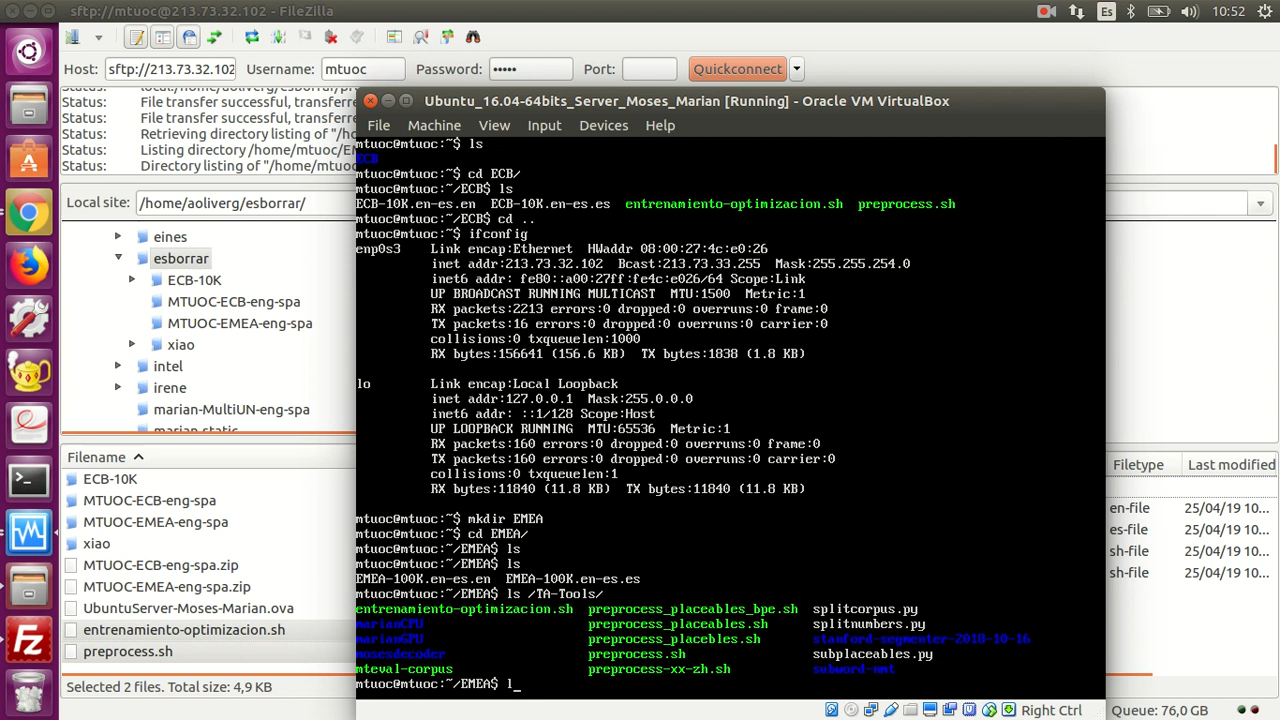 sftp://mtuoc@213.73.32.102 - FileZilla
Es
10:52
Host:
sftp://213.73.32.102
Username:
mtuoc
Password:
•••••
Port:
Quickconnect
Status:
Status: File transfer successful, transfer
Status: File transfer successful, transfer
Status: Retrieving directory listing of "/h
Status: Listing directory /home/mtuoc/E
Status: Directory listing of "/home/mtuo
Local site:
/home/aoliverg/esborrar/
eines
esborrar
ECB-10K
MTUOC-ECB-eng-spa
MTUOC-EMEA-eng-spa
xiao
intel
irene
marian-MultiUN-eng-spa
marian-static
Filename
ECB-10K
MTUOC-ECB-eng-spa
MTUOC-EMEA-eng-spa
xiao
MTUOC-ECB-eng-spa.zip
MTUOC-EMEA-eng-spa.zip
UbuntuServer-Moses-Marian.ova
entrenamiento-optimizacion.sh
preprocess.sh
Selected 2 files. Total size: 4,9 KB
Ubuntu_16.04-64bits_Server_Moses_Marian [Running] - Oracle VM VirtualBox
File Machine View Input Devices Help
mtuoc@mtuoc:~$ ls
ECB
mtuoc@mtuoc:~$ cd ECB/
mtuoc@mtuoc:~/ECB$ ls
ECB-10K.en-es.en ECB-10K.en-es.es entrenamiento-optimizacion.sh preprocess.sh
mtuoc@mtuoc:~/ECB$ cd ..
mtuoc@mtuoc:~$ ifconfig
enp0s3 Link encap:Ethernet HWaddr 08:00:27:4c:e0:26
inet addr:213.73.32.102 Bcast:213.73.33.255 Mask:255.255.254.0
inet6 addr: fe80::a00:27ff:fe4c:e026/64 Scope:Link
UP BROADCAST RUNNING MULTICAST MTU:1500 Metric:1
RX packets:2213 errors:0 dropped:0 overruns:0 frame:0
TX packets:16 errors:0 dropped:0 overruns:0 carrier:0
collisions:0 txqueuelen:1000
RX bytes:156641 (156.6 KB) TX bytes:1838 (1.8 KB)
lo Link encap:Local Loopback
inet addr:127.0.0.1 Mask:255.0.0.0
inet6 addr: ::1/128 Scope:Host
UP LOOPBACK RUNNING MTU:65536 Metric:1
RX packets:160 errors:0 dropped:0 overruns:0 frame:0
TX packets:160 errors:0 dropped:0 overruns:0 carrier:0
collisions:0 txqueuelen:1
RX bytes:11840 (11.8 KB) TX bytes:11840 (11.8 KB)
mtuoc@mtuoc:~$ mkdir EMEA
mtuoc@mtuoc:~$ cd EMEA/
mtuoc@mtuoc:~/EMEA$ ls
mtuoc@mtuoc:~/EMEA$ ls
EMEA-100K.en-es.en EMEA-100K.en-es.es
mtuoc@mtuoc:~/EMEA$ ls /TA-Tools/
entrenamiento-optimizacion.sh preprocess_placeables_bpe.sh splitcorpus.py
marianCPU preprocess_placeables.sh splitnumbers.py
marianGPU preprocess_placebles.sh stanford-segmenter-2018-10-16
mosesdecoder preprocess.sh subplaceables.py
mteval-corpus preprocess-xx-zh.sh subword-nmt
mtuoc@mtuoc:~/EMEA$ l_
Right Ctrl
Filetype Last modified
en-file 25/04/19 10...
es-file 25/04/19 10...
sh-file 25/04/19 10...
sh-file 25/04/19 10...
Queue: 76,0 GB